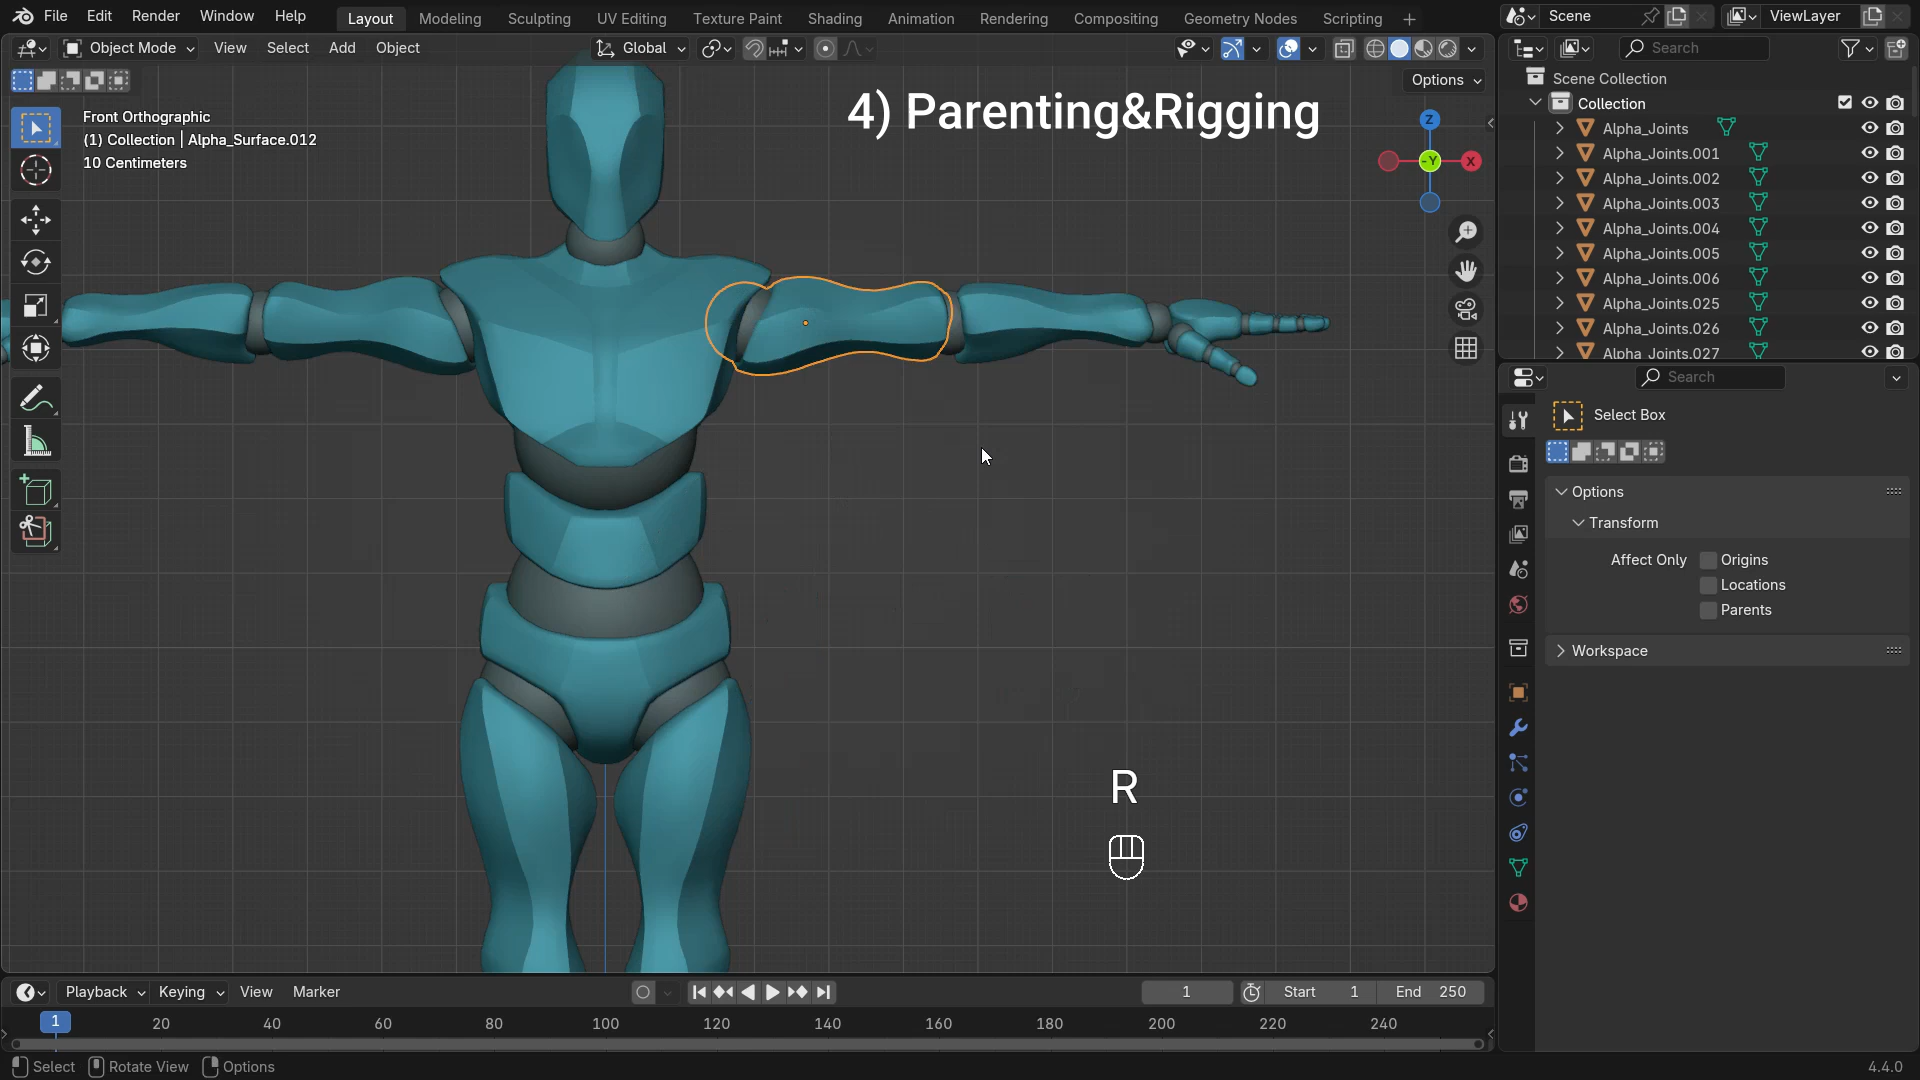 File Edit Render Window Help Layout Modeling Sculpting UV Editing Texture Paint Shading Animation Rendering Compositing Geometry Nodes Scripting + Scene ViewLayer
Object Mode View Select Add Object Global Search
Options
Front Orthographic
(1) Collection | Alpha_Surface.012
10 Centimeters
4) Parenting&Rigging
Z
-Y
X
Scene Collection
Collection
Alpha_Joints
Alpha_Joints.001
Alpha_Joints.002
Alpha_Joints.003
Alpha_Joints.004
Alpha_Joints.005
Alpha_Joints.006
Alpha_Joints.025
Alpha_Joints.026
Alpha_Joints.027
Search
Select Box
Options
Transform
Affect Only Origins
Locations
Parents
Workspace
R
Playback Keying View Marker 1 Start 1 End 250
1 20 40 60 80 100 120 140 160 180 200 220 240
Select Rotate View Options 4.4.0